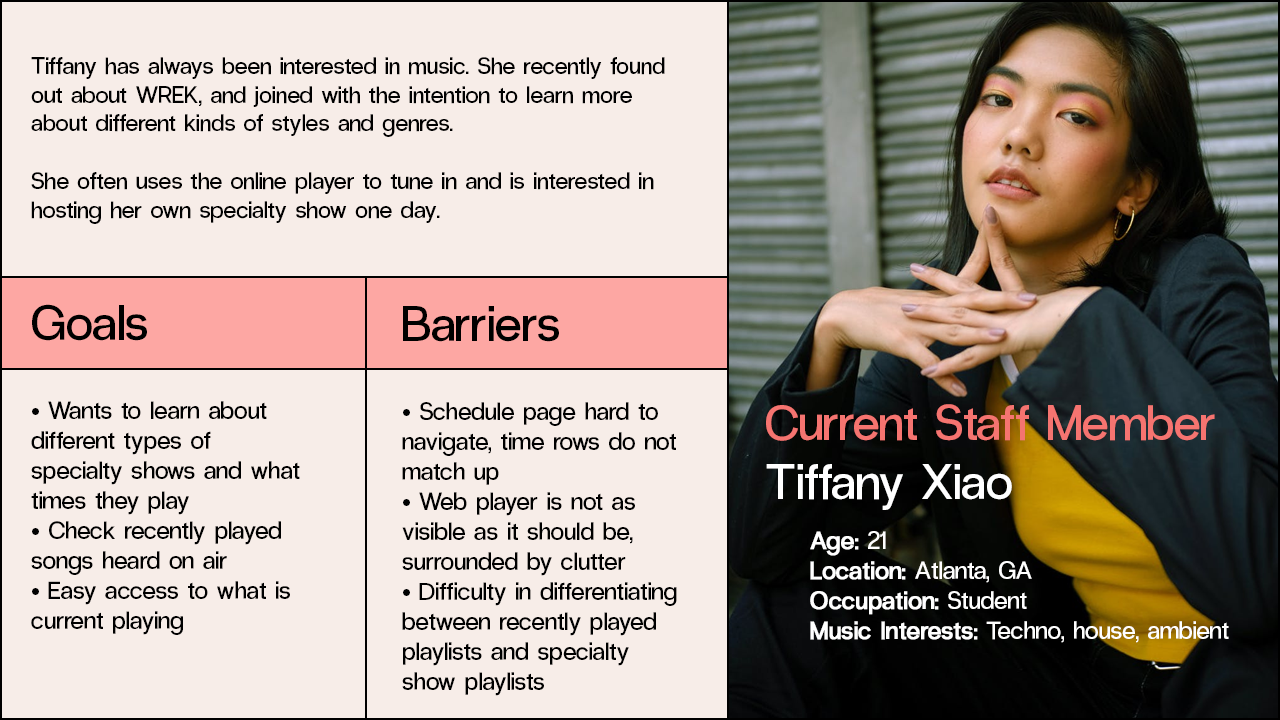 Tiffany has always been interested in music. She recently found
out about WREK, and joined with the intention to learn more
about different kinds of styles and genres.
She often uses the online player to tune in and is interested in
hosting her own specialty show one day.
Goals
• Wants to learn about
different types of
specialty shows and what
times they play
• Check recently played
songs heard on air
• Easy access to what is
current playing
Barriers
• Schedule page hard to
navigate, time rows do not
match up
• Web player is not as
visible as it should be,
surrounded by clutter
• Difficulty in differentiating
between recently played
playlists and specialty
show playlists
Current Staff Member
Tiffany Xiao
Age: 21
Location: Atlanta, GA
Occupation: Student
Music Interests: Techno, house, ambient